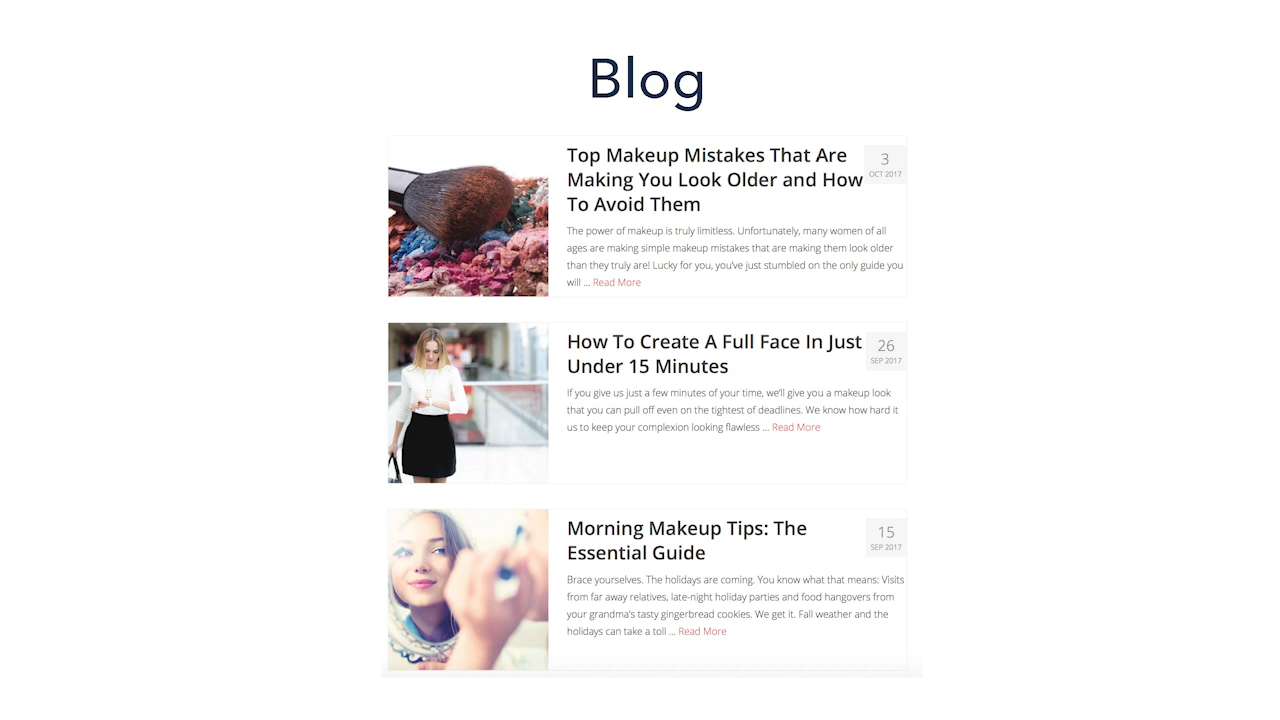 Blog
Top Makeup Mistakes That Are
Making You Look Older and How
To Avoid Them
3
OCT 2017
The power of makeup is truly limitless. Unfortunately, many women of all
ages are making simple makeup mistakes that are making them look older
than they truly are! Lucky for you, you've just stumbled on the only guide you
will ... Read More
How To Create A Full Face In Just
Under 15 Minutes
26
SEP 2017
If you give us just a few minutes of your time, we'll give you a makeup look
that you can pull off even on the tightest of deadlines. We know how hard it
us to keep your complexion looking flawless ... Read More
Morning Makeup Tips: The
Essential Guide
15
SEP 2017
Brace yourselves. The holidays are coming. You know what that means: Visits
from far away relatives, late-night holiday parties and food hangovers from
your grandma's tasty gingerbread cookies. We get it. Fall weather and the
holidays can take a toll ... Read More